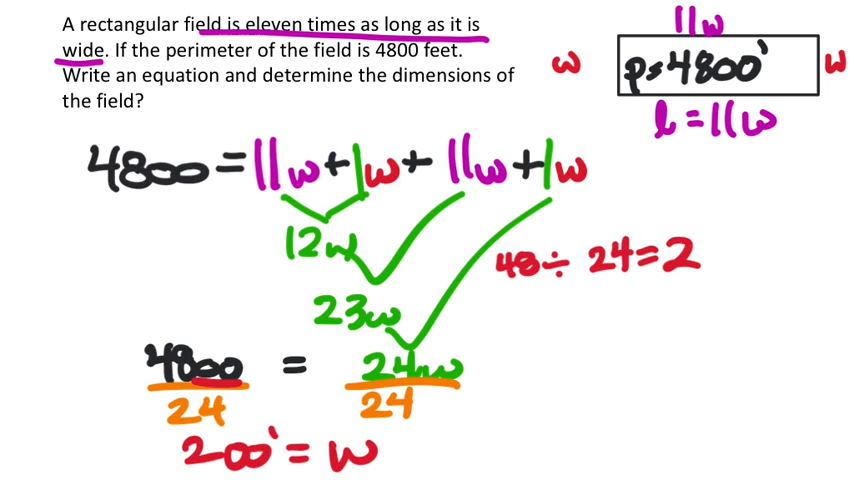 A rectangular field is eleven times as long as it is
wide. If the perimeter of the field is 4800 feet.
Write an equation and determine the dimensions of
the field?
11w
w p=4800' w
l = 11w
4800 = 11w + 1w + 11w + 1w
12w
48 ÷ 24 = 2
23w
4800 = 24w
24 24
200' = w